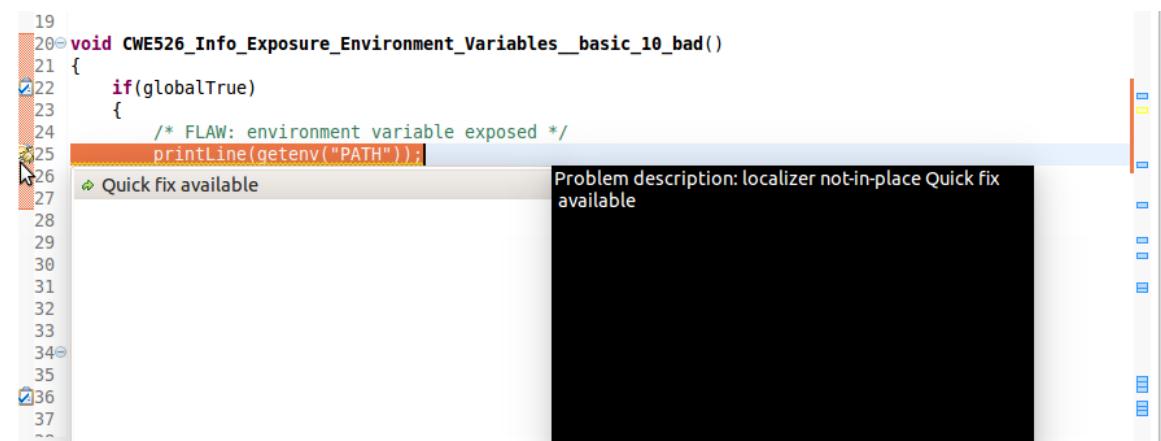 19
20 void CWE526_Info_Exposure_Environment_Variables__basic_10_bad()
21 {
22 if(globalTrue)
23 {
24 /* FLAW: environment variable exposed */
25 printLine(getenv("PATH"));
26
27
28
29
30
31
32
33
34
35
36
37
Quick fix available
Problem description: localizer not-in-place Quick fix
available